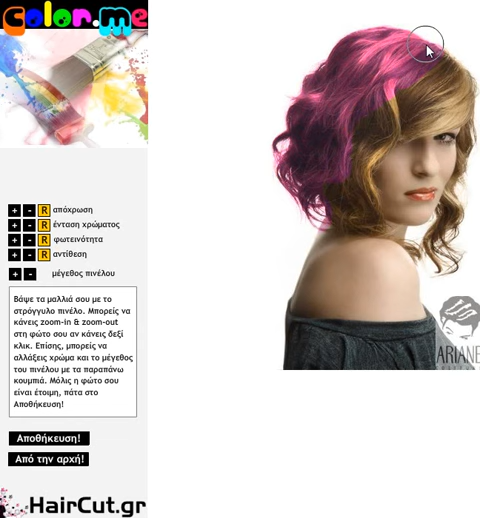 color.me
+ - R απόχρωση
+ - R ένταση χρώματος
+ - R φωτεινότητα
+ - R αντίθεση
+ - μέγεθος πινέλου
Βάψε τα μαλλιά σου με το
στρόγγυλο πινέλο. Μπορείς να
κάνεις zoom-in & zoom-out
στη φώτο σου αν κάνεις δεξί
κλικ. Επίσης, μπορείς να
αλλάξεις χρώμα και το μέγεθος
του πινέλου με τα παραπάνω
κουμπιά. Μόλις η φώτο σου
είναι έτοιμη, πάτα στο
Αποθήκευση!
Αποθήκευση!
Από την αρχή!
HairCut.gr
ARIANE